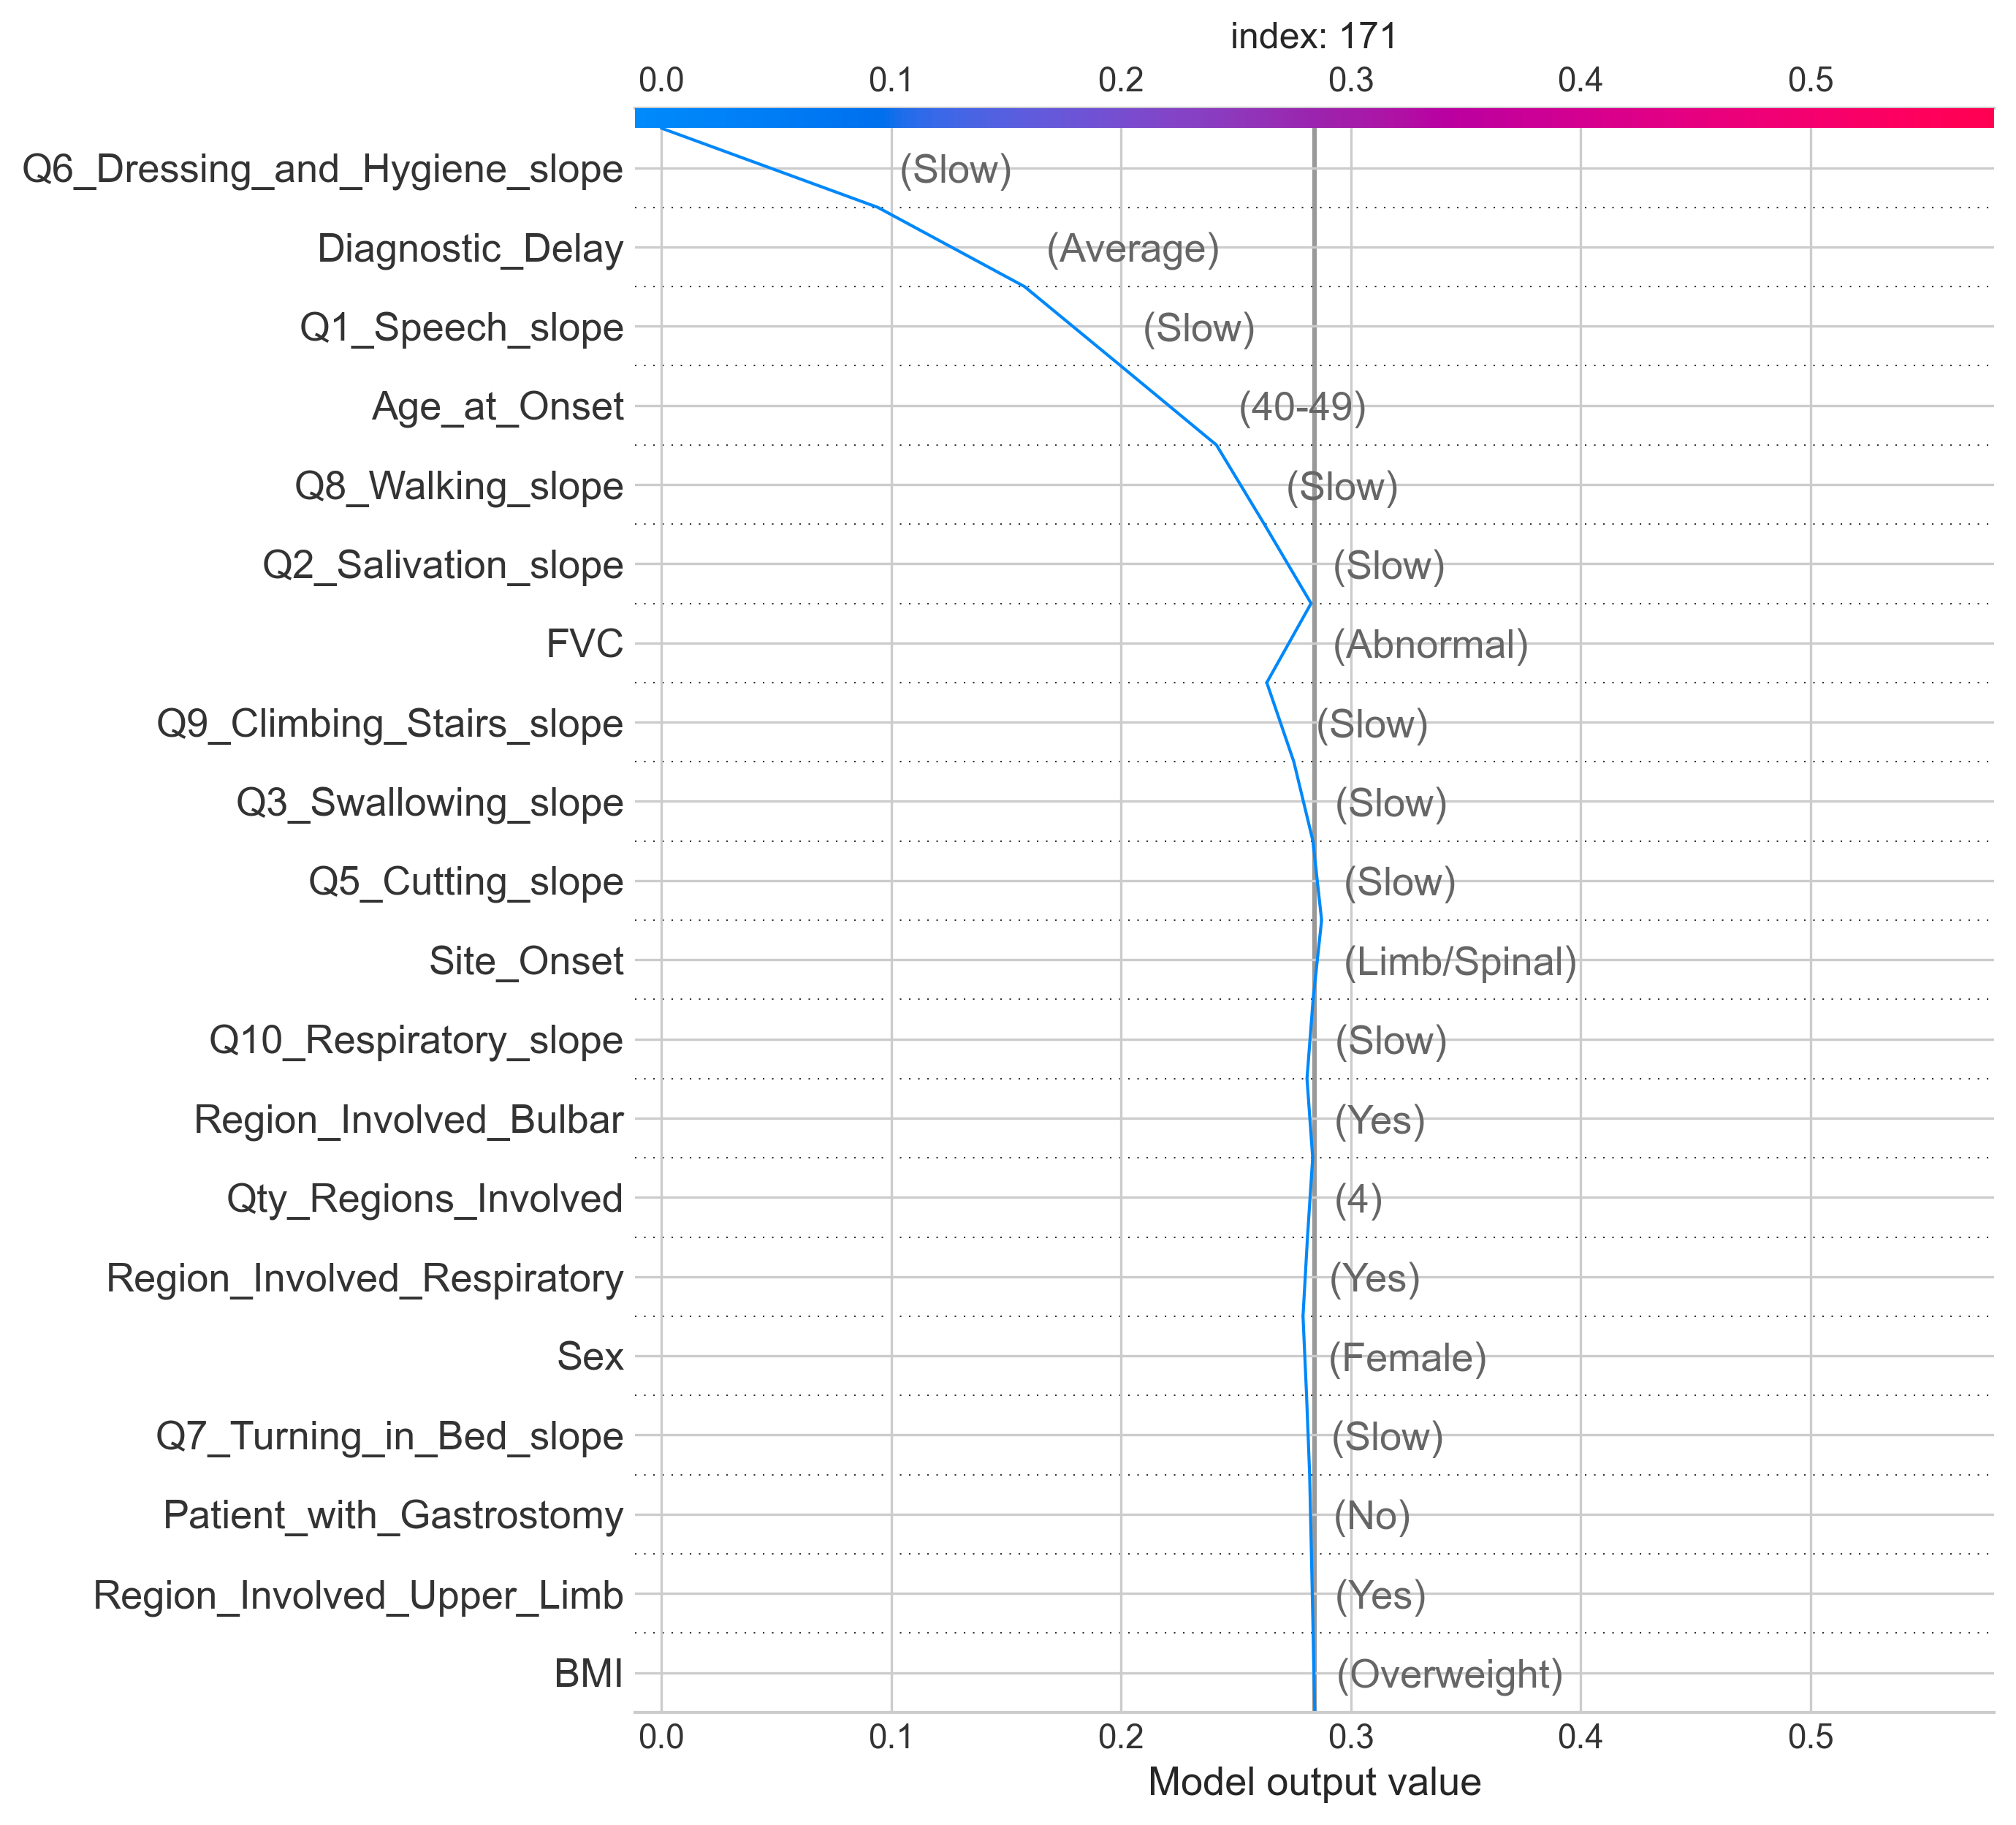 index: 171
0.0 0.1 0.2 0.3 0.4 0.5
Q6_Dressing_and_Hygiene_slope (Slow)
Diagnostic_Delay (Average)
Q1_Speech_slope (Slow)
Age_at_Onset (40-49)
Q8_Walking_slope (Slow)
Q2_Salivation_slope (Slow)
FVC (Abnormal)
Q9_Climbing_Stairs_slope (Slow)
Q3_Swallowing_slope (Slow)
Q5_Cutting_slope (Slow)
Site_Onset (Limb/Spinal)
Q10_Respiratory_slope (Slow)
Region_Involved_Bulbar (Yes)
Qty_Regions_Involved (4)
Region_Involved_Respiratory (Yes)
Sex (Female)
Q7_Turning_in_Bed_slope (Slow)
Patient_with_Gastrostomy (No)
Region_Involved_Upper_Limb (Yes)
BMI (Overweight)
0.0 0.1 0.2 0.3 0.4 0.5
Model output value